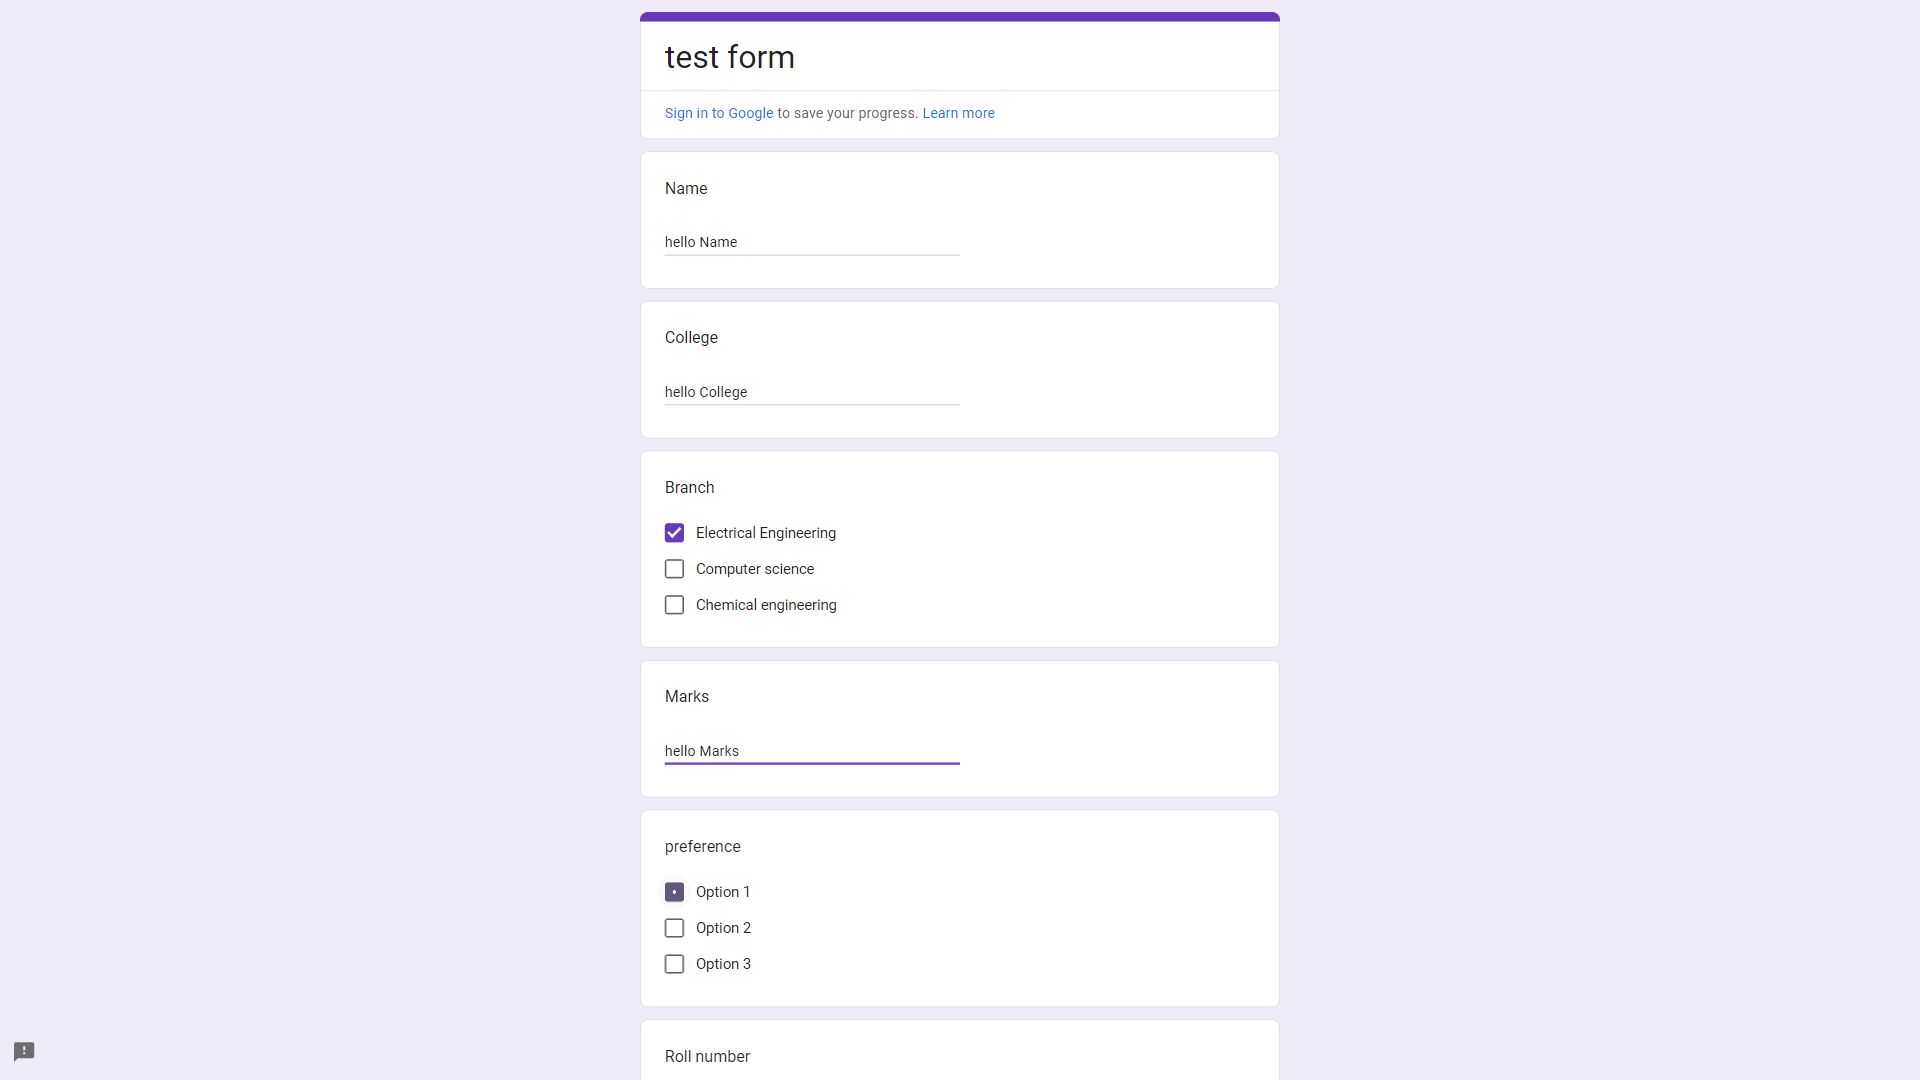 test form
Sign in to Google to save your progress. Learn more
Name
hello Name
College
hello College
Branch
Electrical Engineering
Computer science
Chemical engineering
Marks
hello Marks
preference
Option 1
Option 2
Option 3
Roll number